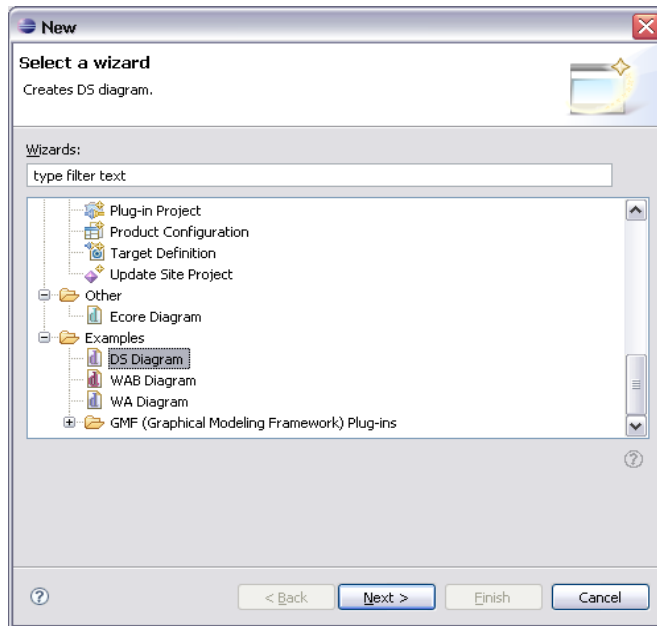 New
Select a wizard
Creates DS diagram.
Wizards:
type filter text
Plug-in Project
Product Configuration
Target Definition
Update Site Project
Other
Ecore Diagram
Examples
DS Diagram
WAB Diagram
WA Diagram
GMF (Graphical Modeling Framework) Plug-ins
< Back Next > Finish Cancel